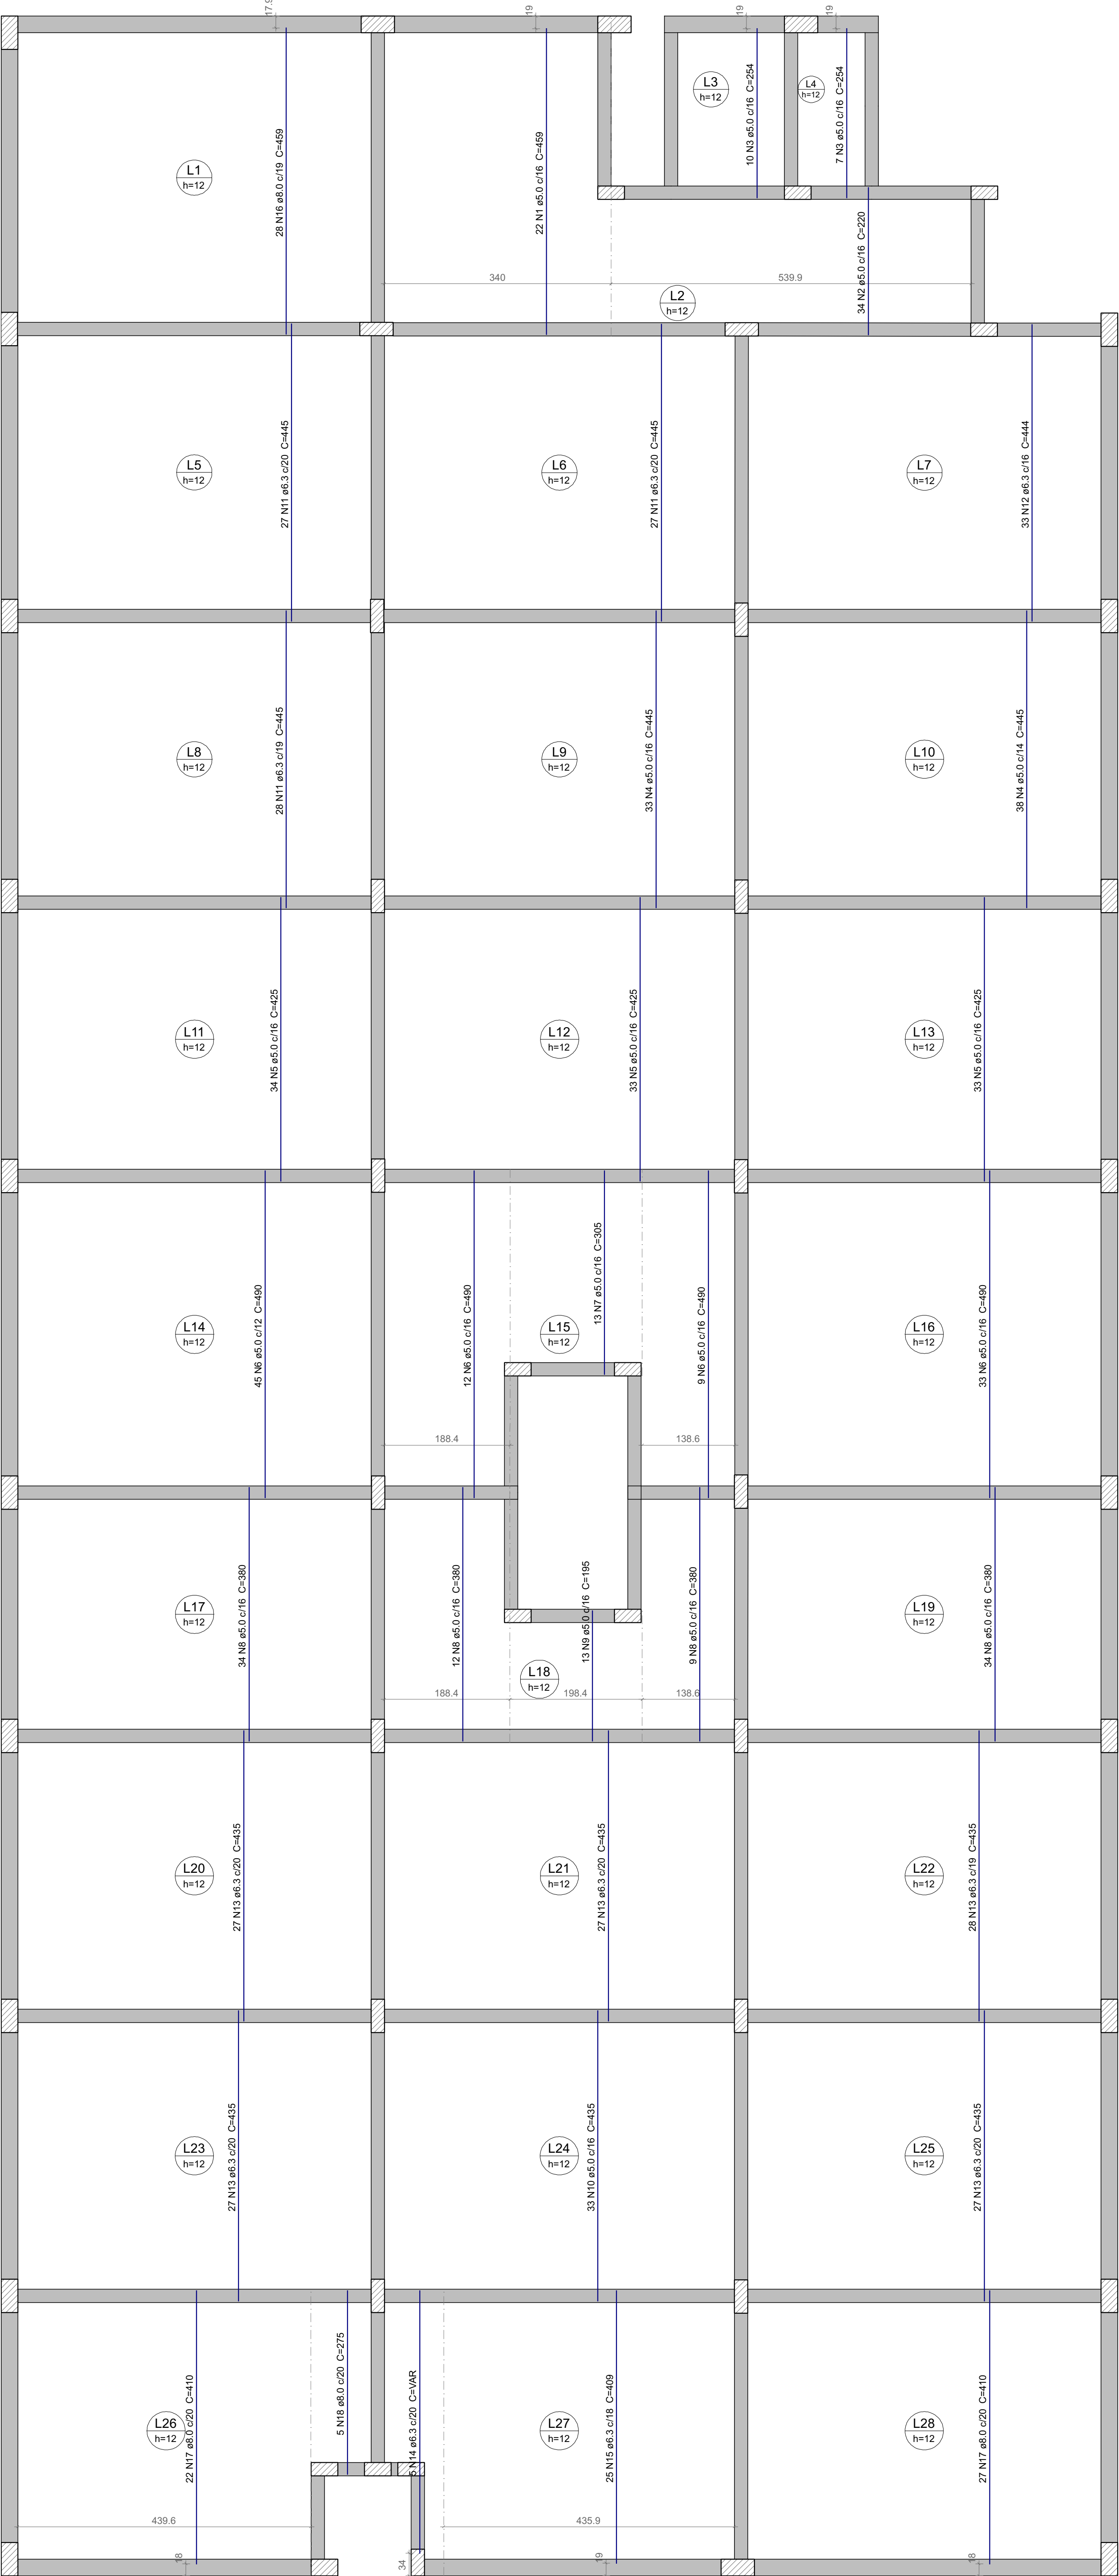 17.9
19
19
19
L1
h=12
28 N16 ø8.0 c/19 C=459
22 N1 ø5.0 c/16 C=459
L3
h=12
10 N3 ø5.0 c/16 C=254
L4
h=12
7 N3 ø5.0 c/16 C=254
340
539.9
34 N2 ø5.0 c/16 C=220
L2
h=12
L5
h=12
27 N11 ø6.3 c/20 C=445
L6
h=12
27 N11 ø6.3 c/20 C=445
L7
h=12
33 N12 ø6.3 c/16 C=444
L8
h=12
28 N11 ø6.3 c/19 C=445
L9
h=12
33 N4 ø5.0 c/16 C=445
L10
h=12
38 N4 ø5.0 c/14 C=445
L11
h=12
34 N5 ø5.0 c/16 C=425
L12
h=12
33 N5 ø5.0 c/16 C=425
L13
h=12
33 N5 ø5.0 c/16 C=425
L14
h=12
45 N6 ø5.0 c/12 C=490
12 N6 ø5.0 c/16 C=490
L15
h=12
13 N7 ø5.0 c/16 C=305
9 N6 ø5.0 c/16 C=490
L16
h=12
33 N6 ø5.0 c/16 C=490
188.4
138.6
L17
h=12
34 N8 ø5.0 c/16 C=380
12 N8 ø5.0 c/16 C=380
13 N9 ø5.0 c/16 C=195
9 N8 ø5.0 c/16 C=380
L19
h=12
34 N8 ø5.0 c/16 C=380
L18
h=12
188.4
198.4
138.6
L20
h=12
27 N13 ø6.3 c/20 C=435
L21
h=12
27 N13 ø6.3 c/20 C=435
L22
h=12
28 N13 ø6.3 c/19 C=435
L23
h=12
27 N13 ø6.3 c/20 C=435
L24
h=12
33 N10 ø5.0 c/16 C=435
L25
h=12
27 N13 ø6.3 c/20 C=435
L26
h=12
22 N17 ø8.0 c/20 C=410
5 N18 ø8.0 c/20 C=275
5 N14 ø6.3 c/20 C=VAR
L27
h=12
25 N15 ø6.3 c/18 C=409
L28
h=12
27 N17 ø8.0 c/20 C=410
439.6
435.9
18
34
19
18